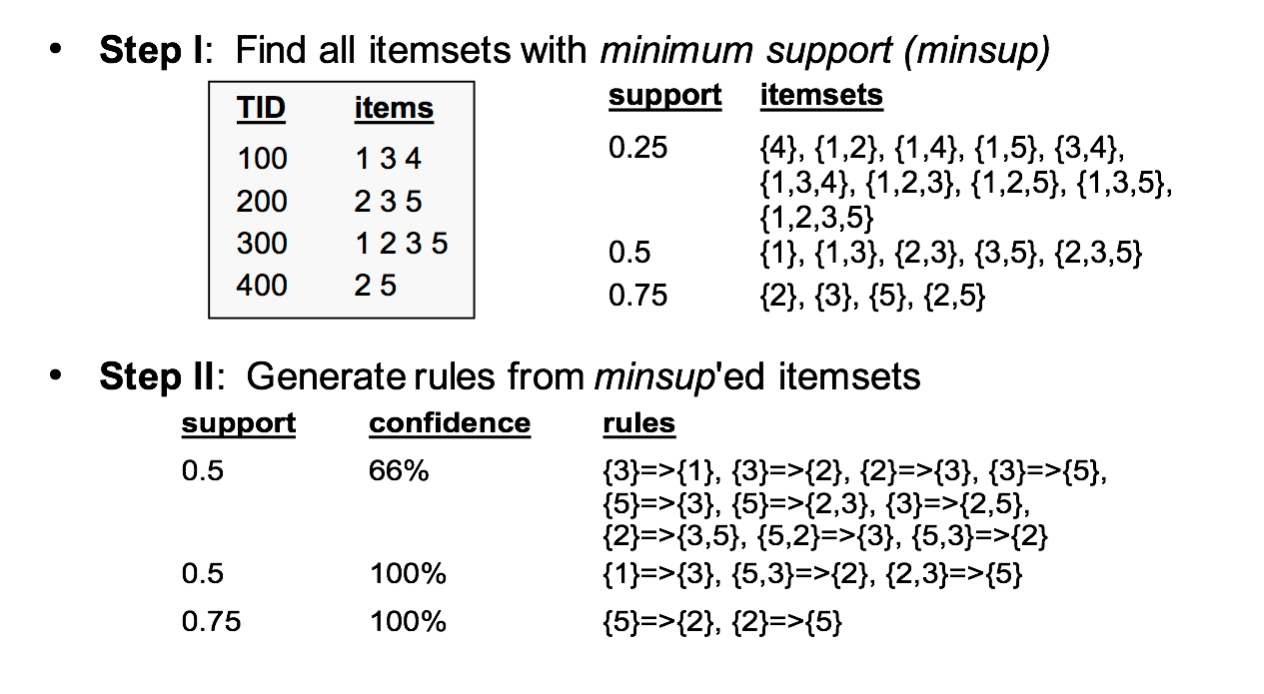 • Step I: Find all itemsets with minimum support (minsup)
TID items
100 1 3 4
200 2 3 5
300 1 2 3 5
400 2 5
support itemsets
0.25 {4}, {1,2}, {1,4}, {1,5}, {3,4},
{1,3,4}, {1,2,3}, {1,2,5}, {1,3,5},
{1,2,3,5}
0.5 {1}, {1,3}, {2,3}, {3,5}, {2,3,5}
0.75 {2}, {3}, {5}, {2,5}
• Step II: Generate rules from minsup'ed itemsets
support confidence rules
0.5 66% {3}=>{1}, {3}=>{2}, {2}=>{3}, {3}=>{5},
{5}=>{3}, {5}=>{2,3}, {3}=>{2,5},
{2}=>{3,5}, {5,2}=>{3}, {5,3}=>{2}
0.5 100% {1}=>{3}, {5,3}=>{2}, {2,3}=>{5}
0.75 100% {5}=>{2}, {2}=>{5}